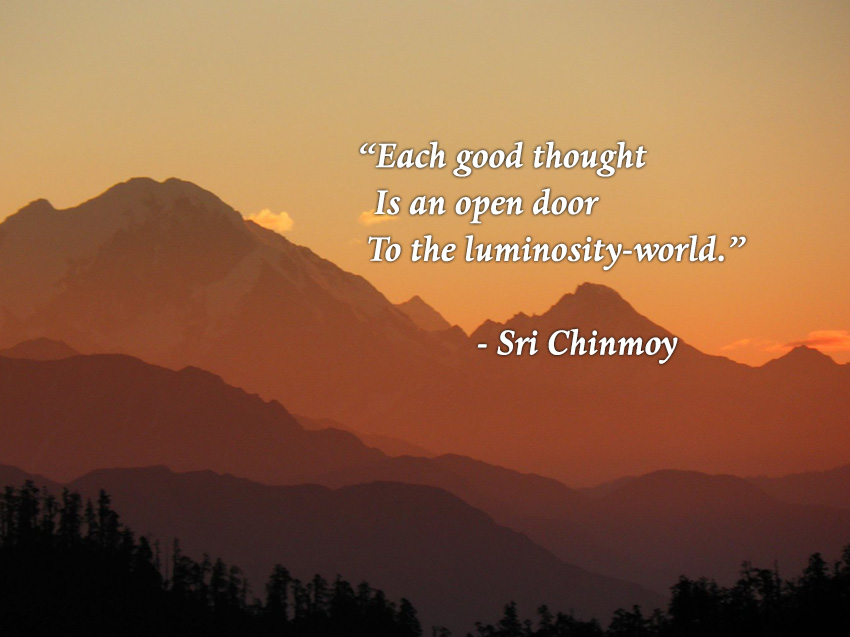 “Each good thought
Is an open door
To the luminosity-world.”
- Sri Chinmoy